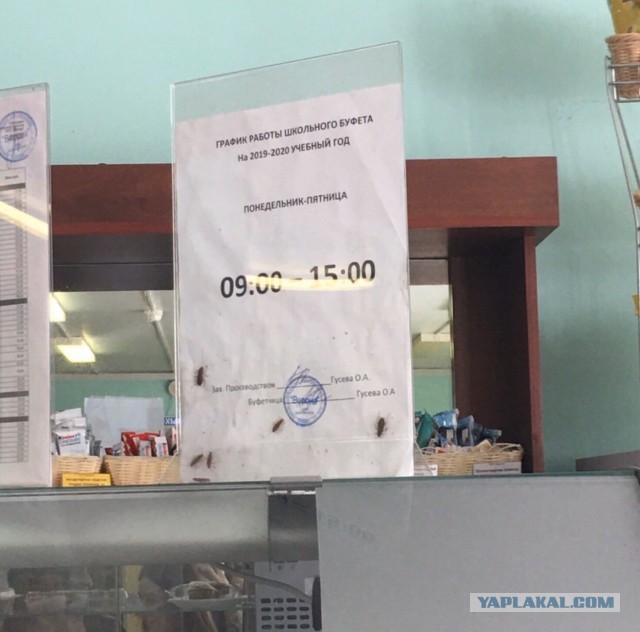 ГРАФИК РАБОТЫ ШКОЛЬНОГО БУФЕТА
На 2019-2020 УЧЕБНЫЙ ГОД
ПОНЕДЕЛЬНИК-ПЯТНИЦА
09:00 – 15:00
Зав. Производством Гусева О.А.
Буфетчица Гусева О.А
YAPLAKAL.COM